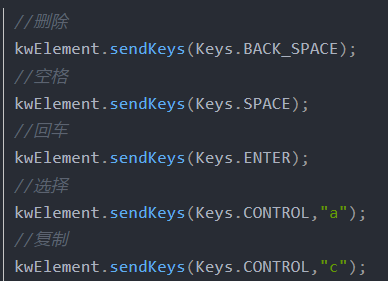 //删除
kwElement.sendKeys(Keys.BACK_SPACE);
//空格
kwElement.sendKeys(Keys.SPACE);
//回车
kwElement.sendKeys(Keys.ENTER);
//选择
kwElement.sendKeys(Keys.CONTROL,"a");
//复制
kwElement.sendKeys(Keys.CONTROL,"c");